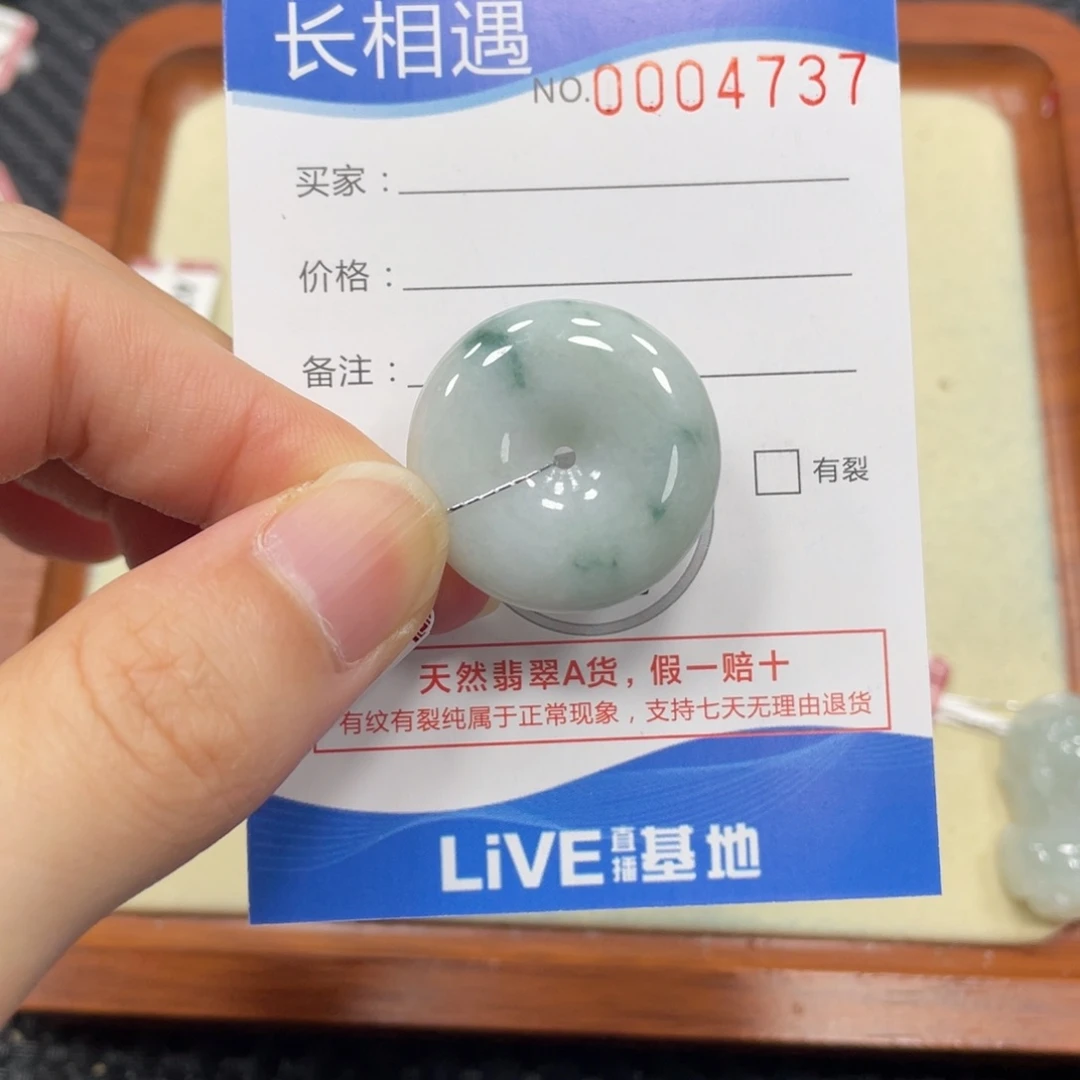 长相遇
NO.0004737
买家：
价格：
备注：
有裂
天然翡翠A货，假一赔十
有纹有裂纯属于正常现象，支持七天无理由退货
LiVE直播基地